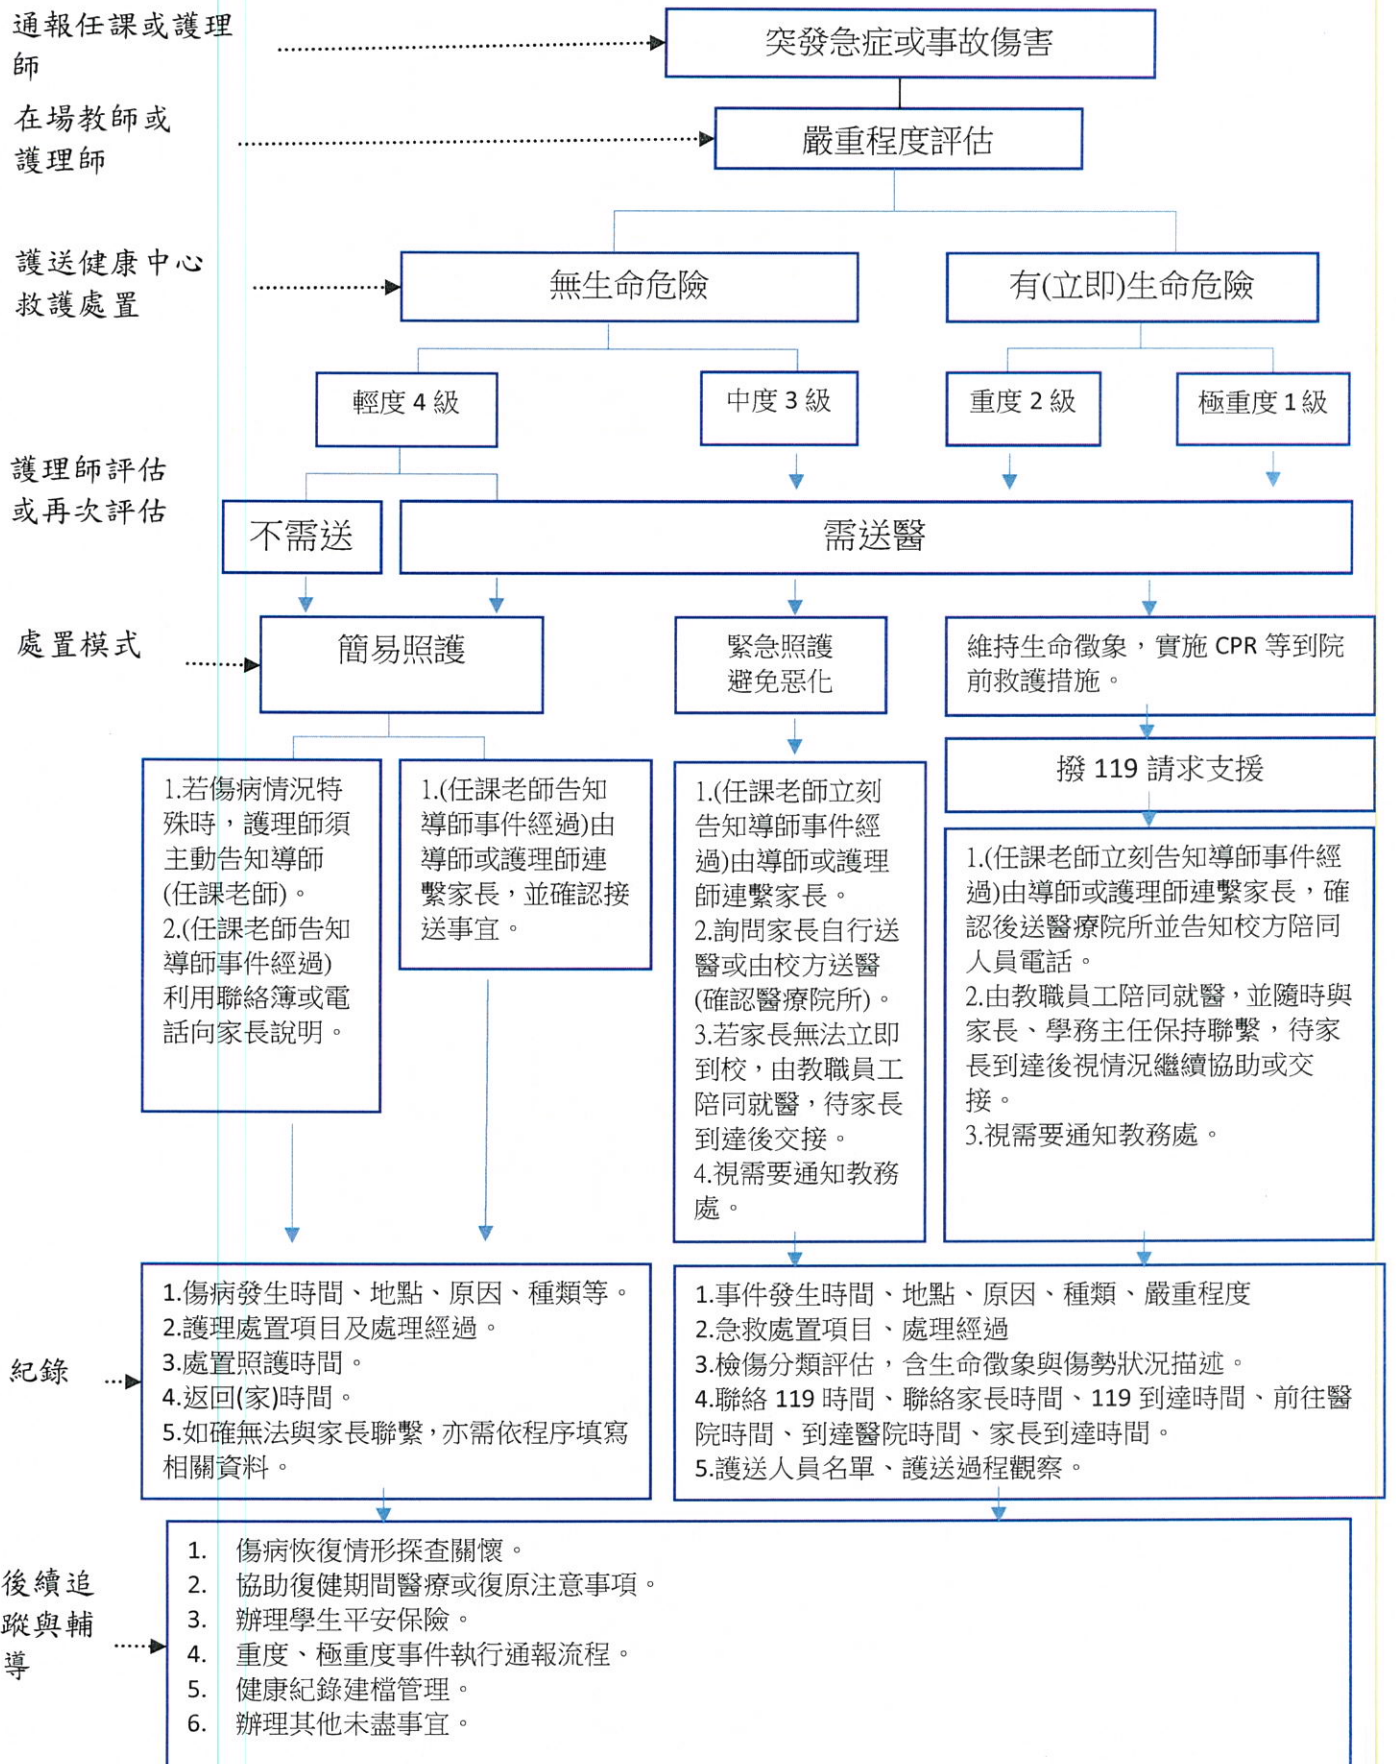 通報任課或護理
師
突發急症或事故傷害
在場教師或
護理師
嚴重程度評估
護送健康中心
救護處置
無生命危險
有(立即)生命危險
輕度 4 級
中度 3 級
重度 2 級
極重度 1 級
護理師評估
或再次評估
不需送
需送醫
處置模式
簡易照護
緊急照護
避免惡化
維持生命徵象，實施 CPR 等到院
前救護措施。
撥 119 請求支援
1.若傷病情況特
殊時，護理師須
主動告知導師
(任課老師)。
2.(任課老師告知
導師事件經過)
利用聯絡簿或電
話向家長說明。
1.(任課老師告知
導師事件經過)由
導師或護理師連
繫家長，並確認接
送事宜。
1.(任課老師立刻
告知導師事件經
過)由導師或護理
師連繫家長。
2.詢問家長自行送
醫或由校方送醫
(確認醫療院所)。
3.若家長無法立即
到校，由教職員工
陪同就醫，待家長
到達後交接。
4.視需要通知教務
處。
1.(任課老師立刻告知導師事件經
過)由導師或護理師連繫家長，確
認後送醫療院所並告知校方陪同
人員電話。
2.由教職員工陪同就醫，並隨時與
家長、學務主任保持聯繫，待家
長到達後視情況繼續協助或交
接。
3.視需要通知教務處。
紀錄
1.傷病發生時間、地點、原因、種類等。
2.護理處置項目及處理經過。
3.處置照護時間。
4.返回(家)時間。
5.如確無法與家長聯繫，亦需依程序填寫
相關資料。
1.事件發生時間、地點、原因、種類、嚴重程度
2.急救處置項目、處理經過
3.檢傷分類評估，含生命徵象與傷勢狀況描述。
4.聯絡 119 時間、聯絡家長時間、119 到達時間、前往醫
院時間、到達醫院時間、家長到達時間。
5.護送人員名單、護送過程觀察。
後續追
蹤與輔
導
1. 傷病恢復情形探查關懷。
2. 協助復健期間醫療或復原注意事項。
3. 辦理學生平安保險。
4. 重度、極重度事件執行通報流程。
5. 健康紀錄建檔管理。
6. 辦理其他未盡事宜。